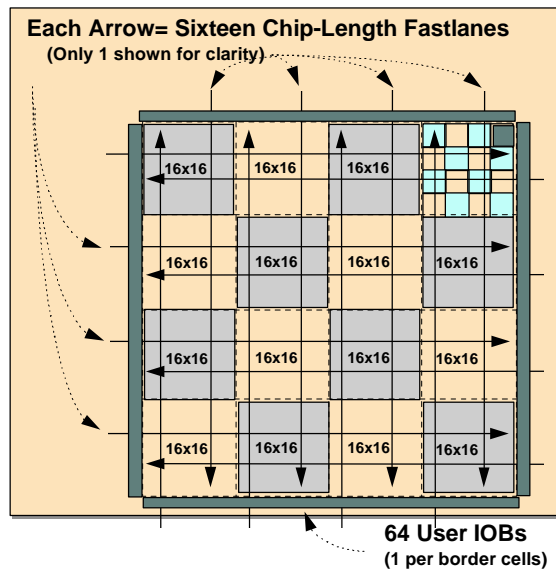 Each Arrow= Sixteen Chip-Length Fastlanes
(Only 1 shown for clarity)
16x16 16x16 16x16
16x16 16x16 16x16 16x16
16x16 16x16 16x16 16x16
16x16 16x16 16x16 16x16
64 User IOBs
(1 per border cells)